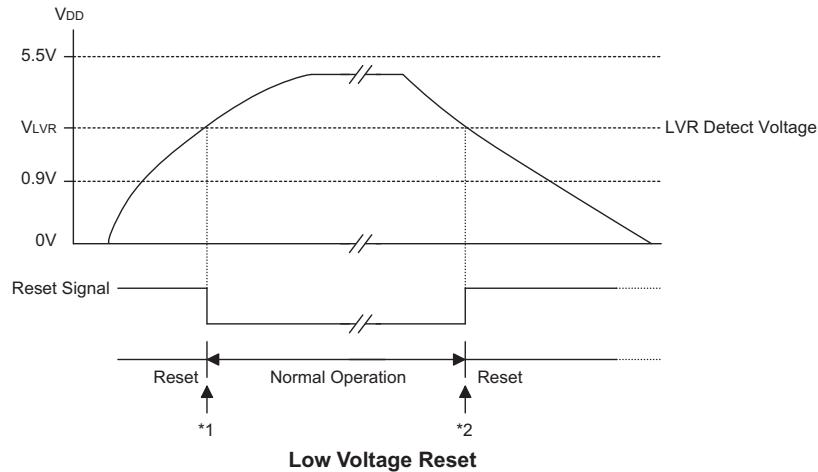 VDD
5.5V
VLVR
LVR Detect Voltage
0.9V
0V
Reset Signal
Reset
Normal Operation
Reset
*1
*2
Low Voltage Reset